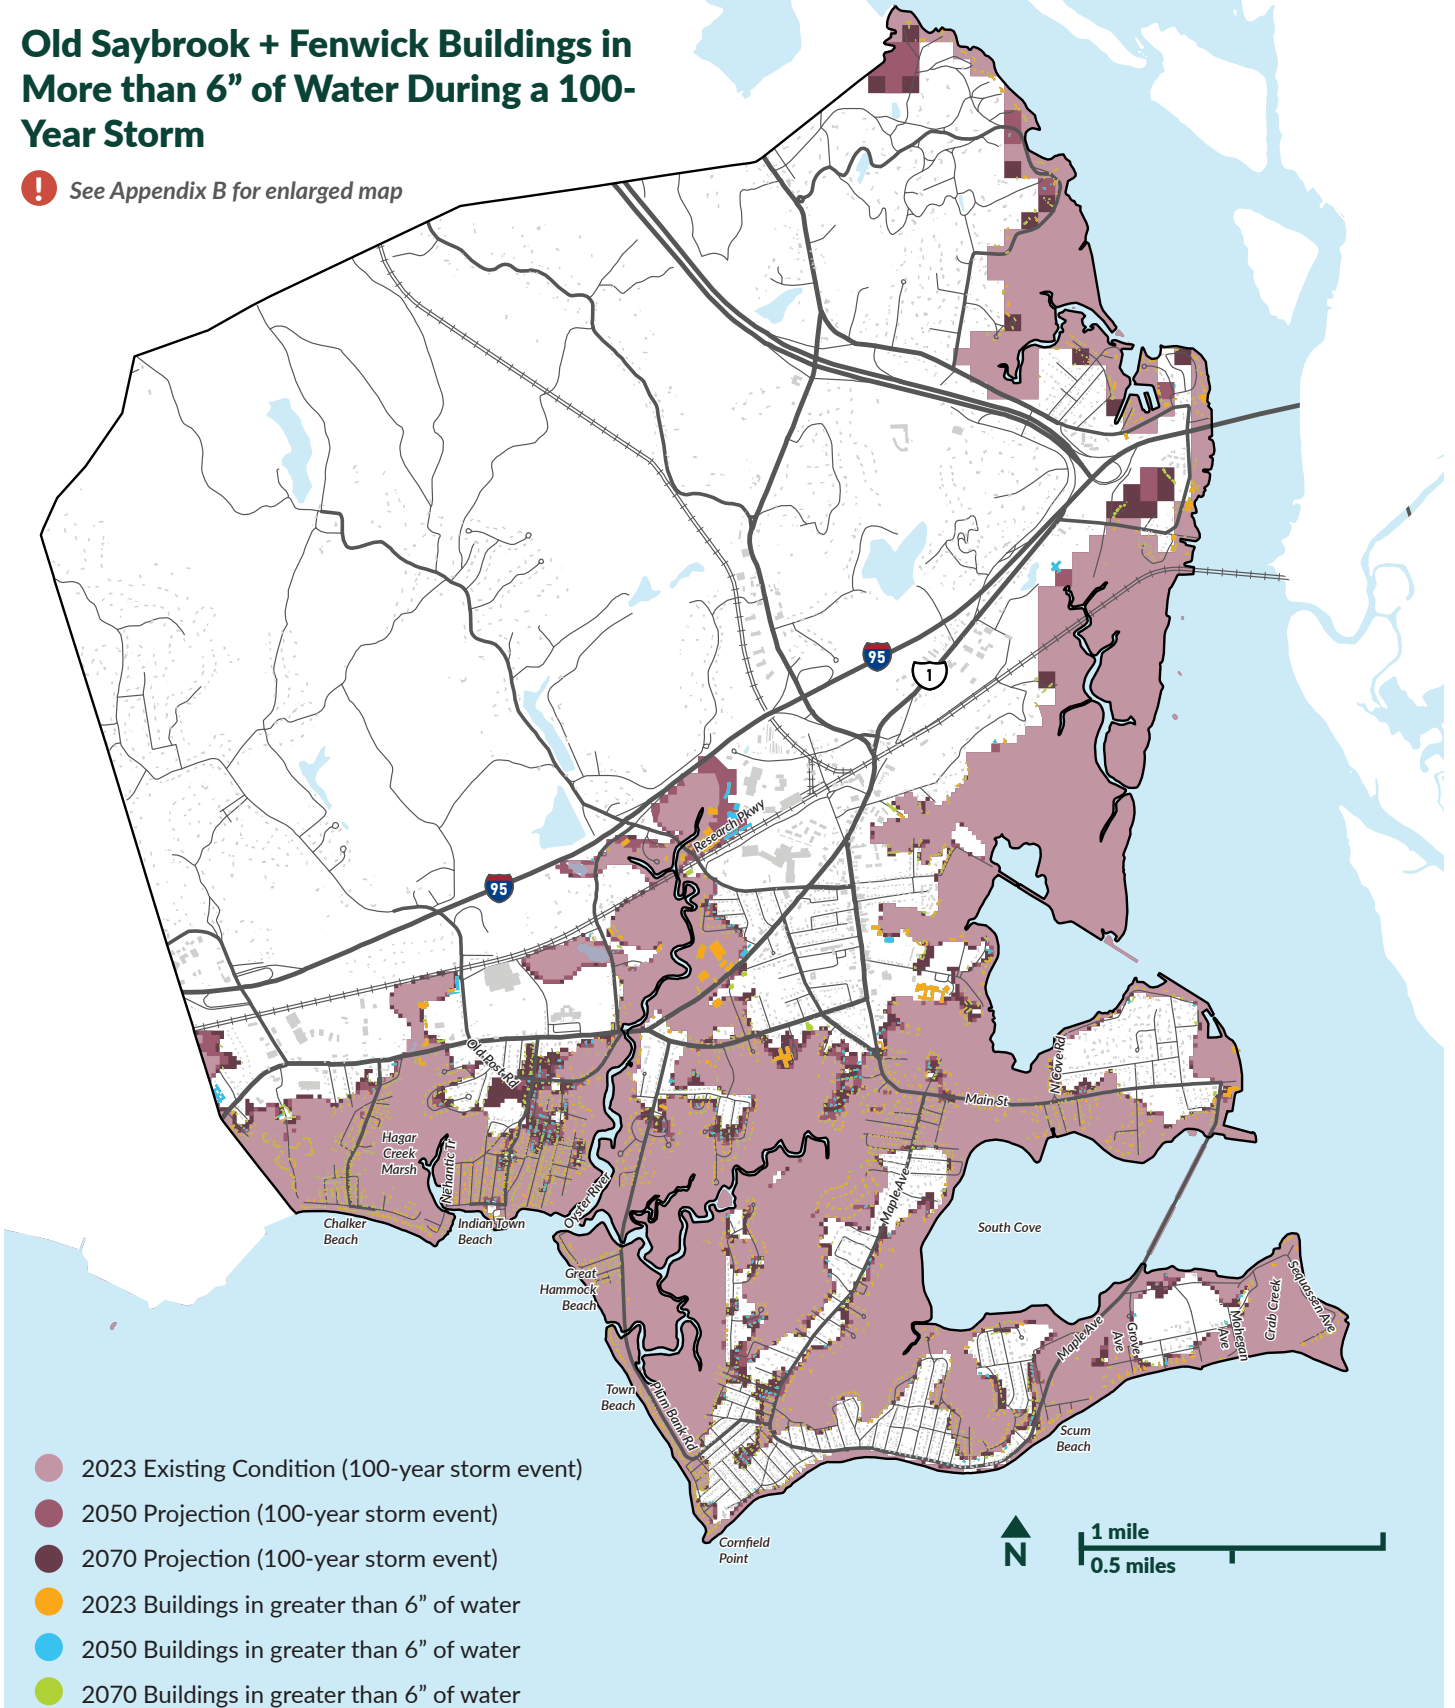 Old Saybrook + Fenwick Buildings in
More than 6” of Water During a 100-
Year Storm
! See Appendix B for enlarged map
95
1
Research Pkwy
95
Old Post Rd
N Cove Rd
Main St
Hagar
Creek
Marsh
Nehantic Tr
Maple Ave
Oyster River
Chalker
Beach
Indian Town
Beach
South Cove
Great
Hammock
Beach
Sequassen Ave
Crab Creek
Mohegan
Ave
Grove
Ave
Maple Ave
Town
Beach
Plum Bank Rd
Scum
Beach
Cornfield
Point
2023 Existing Condition (100-year storm event)
2050 Projection (100-year storm event)
2070 Projection (100-year storm event)
2023 Buildings in greater than 6” of water
2050 Buildings in greater than 6” of water
2070 Buildings in greater than 6” of water
N
1 mile
0.5 miles